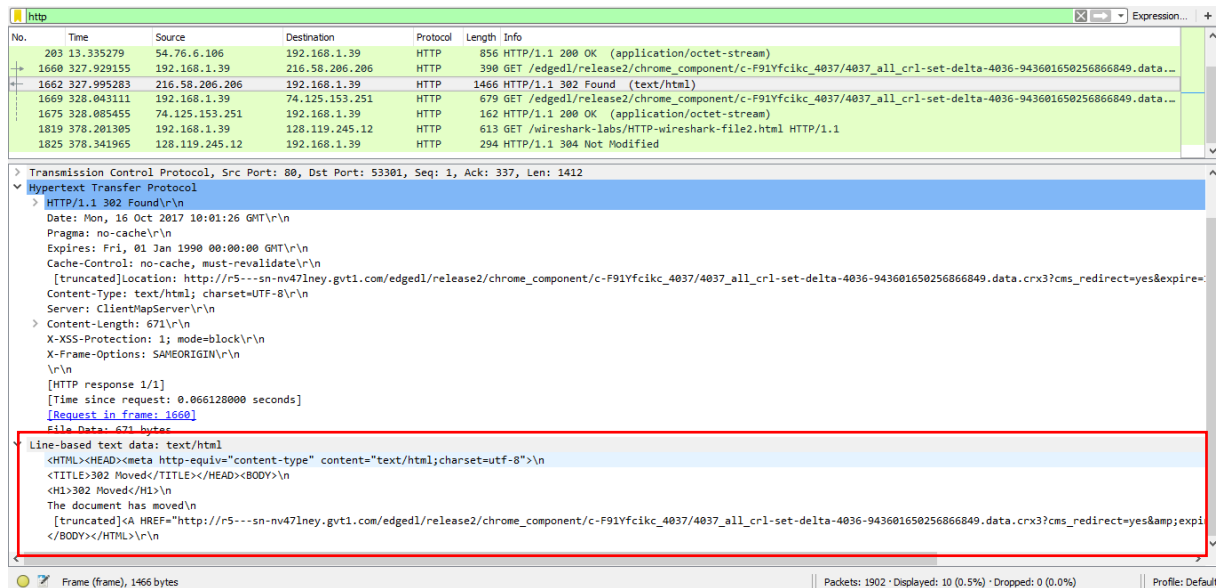 http Expression... +
No. Time Source Destination Protocol Length Info
203 13.335279 54.76.6.106 192.168.1.39 HTTP 856 HTTP/1.1 200 OK (application/octet-stream)
1660 327.929155 192.168.1.39 216.58.206.206 HTTP 390 GET /edgedl/release2/chrome_component/c-F91Yfcikc_4037/4037_all_crl-set-delta-4036-943601650256866849.data....
1662 327.995283 216.58.206.206 192.168.1.39 HTTP 1466 HTTP/1.1 302 Found (text/html)
1669 328.043111 192.168.1.39 74.125.153.251 HTTP 679 GET /edgedl/release2/chrome_component/c-F91Yfcikc_4037/4037_all_crl-set-delta-4036-943601650256866849.data....
1675 328.085455 74.125.153.251 192.168.1.39 HTTP 162 HTTP/1.1 200 OK (application/octet-stream)
1819 378.201305 192.168.1.39 128.119.245.12 HTTP 613 GET /wireshark-labs/HTTP-wireshark-file2.html HTTP/1.1
1825 378.341965 128.119.245.12 192.168.1.39 HTTP 294 HTTP/1.1 304 Not Modified
> Transmission Control Protocol, Src Port: 80, Dst Port: 53301, Seq: 1, Ack: 337, Len: 1412
Hypertext Transfer Protocol
> HTTP/1.1 302 Found\r\n
Date: Mon, 16 Oct 2017 10:01:26 GMT\r\n
Pragma: no-cache\r\n
Expires: Fri, 01 Jan 1990 00:00:00 GMT\r\n
Cache-Control: no-cache, must-revalidate\r\n
[truncated]Location: http://r5---sn-nv47lney.gvt1.com/edgedl/release2/chrome_component/c-F91Yfcikc_4037/4037_all_crl-set-delta-4036-943601650256866849.data.crx3?cms_redirect=yes&expire=
Content-Type: text/html; charset=UTF-8\r\n
Server: ClientMapServer\r\n
> Content-Length: 671\r\n
X-XSS-Protection: 1; mode=block\r\n
X-Frame-Options: SAMEORIGIN\r\n
\r\n
[HTTP response 1/1]
[Time since request: 0.066128000 seconds]
[Request in frame: 1660]
File Data: 671 bytes
Line-based text data: text/html
<HTML><HEAD><meta http-equiv="content-type" content="text/html;charset=utf-8">\n
<TITLE>302 Moved</TITLE></HEAD><BODY>\n
<H1>302 Moved</H1>\n
The document has moved\n
[truncated]<A HREF="http://r5---sn-nv47lney.gvt1.com/edgedl/release2/chrome_component/c-F91Yfcikc_4037/4037_all_crl-set-delta-4036-943601650256866849.data.crx3?cms_redirect=yes&amp;expi
</BODY></HTML>\r\n
Frame (frame), 1466 bytes Packets: 1902 · Displayed: 10 (0.5%) · Dropped: 0 (0.0%) Profile: Defaul